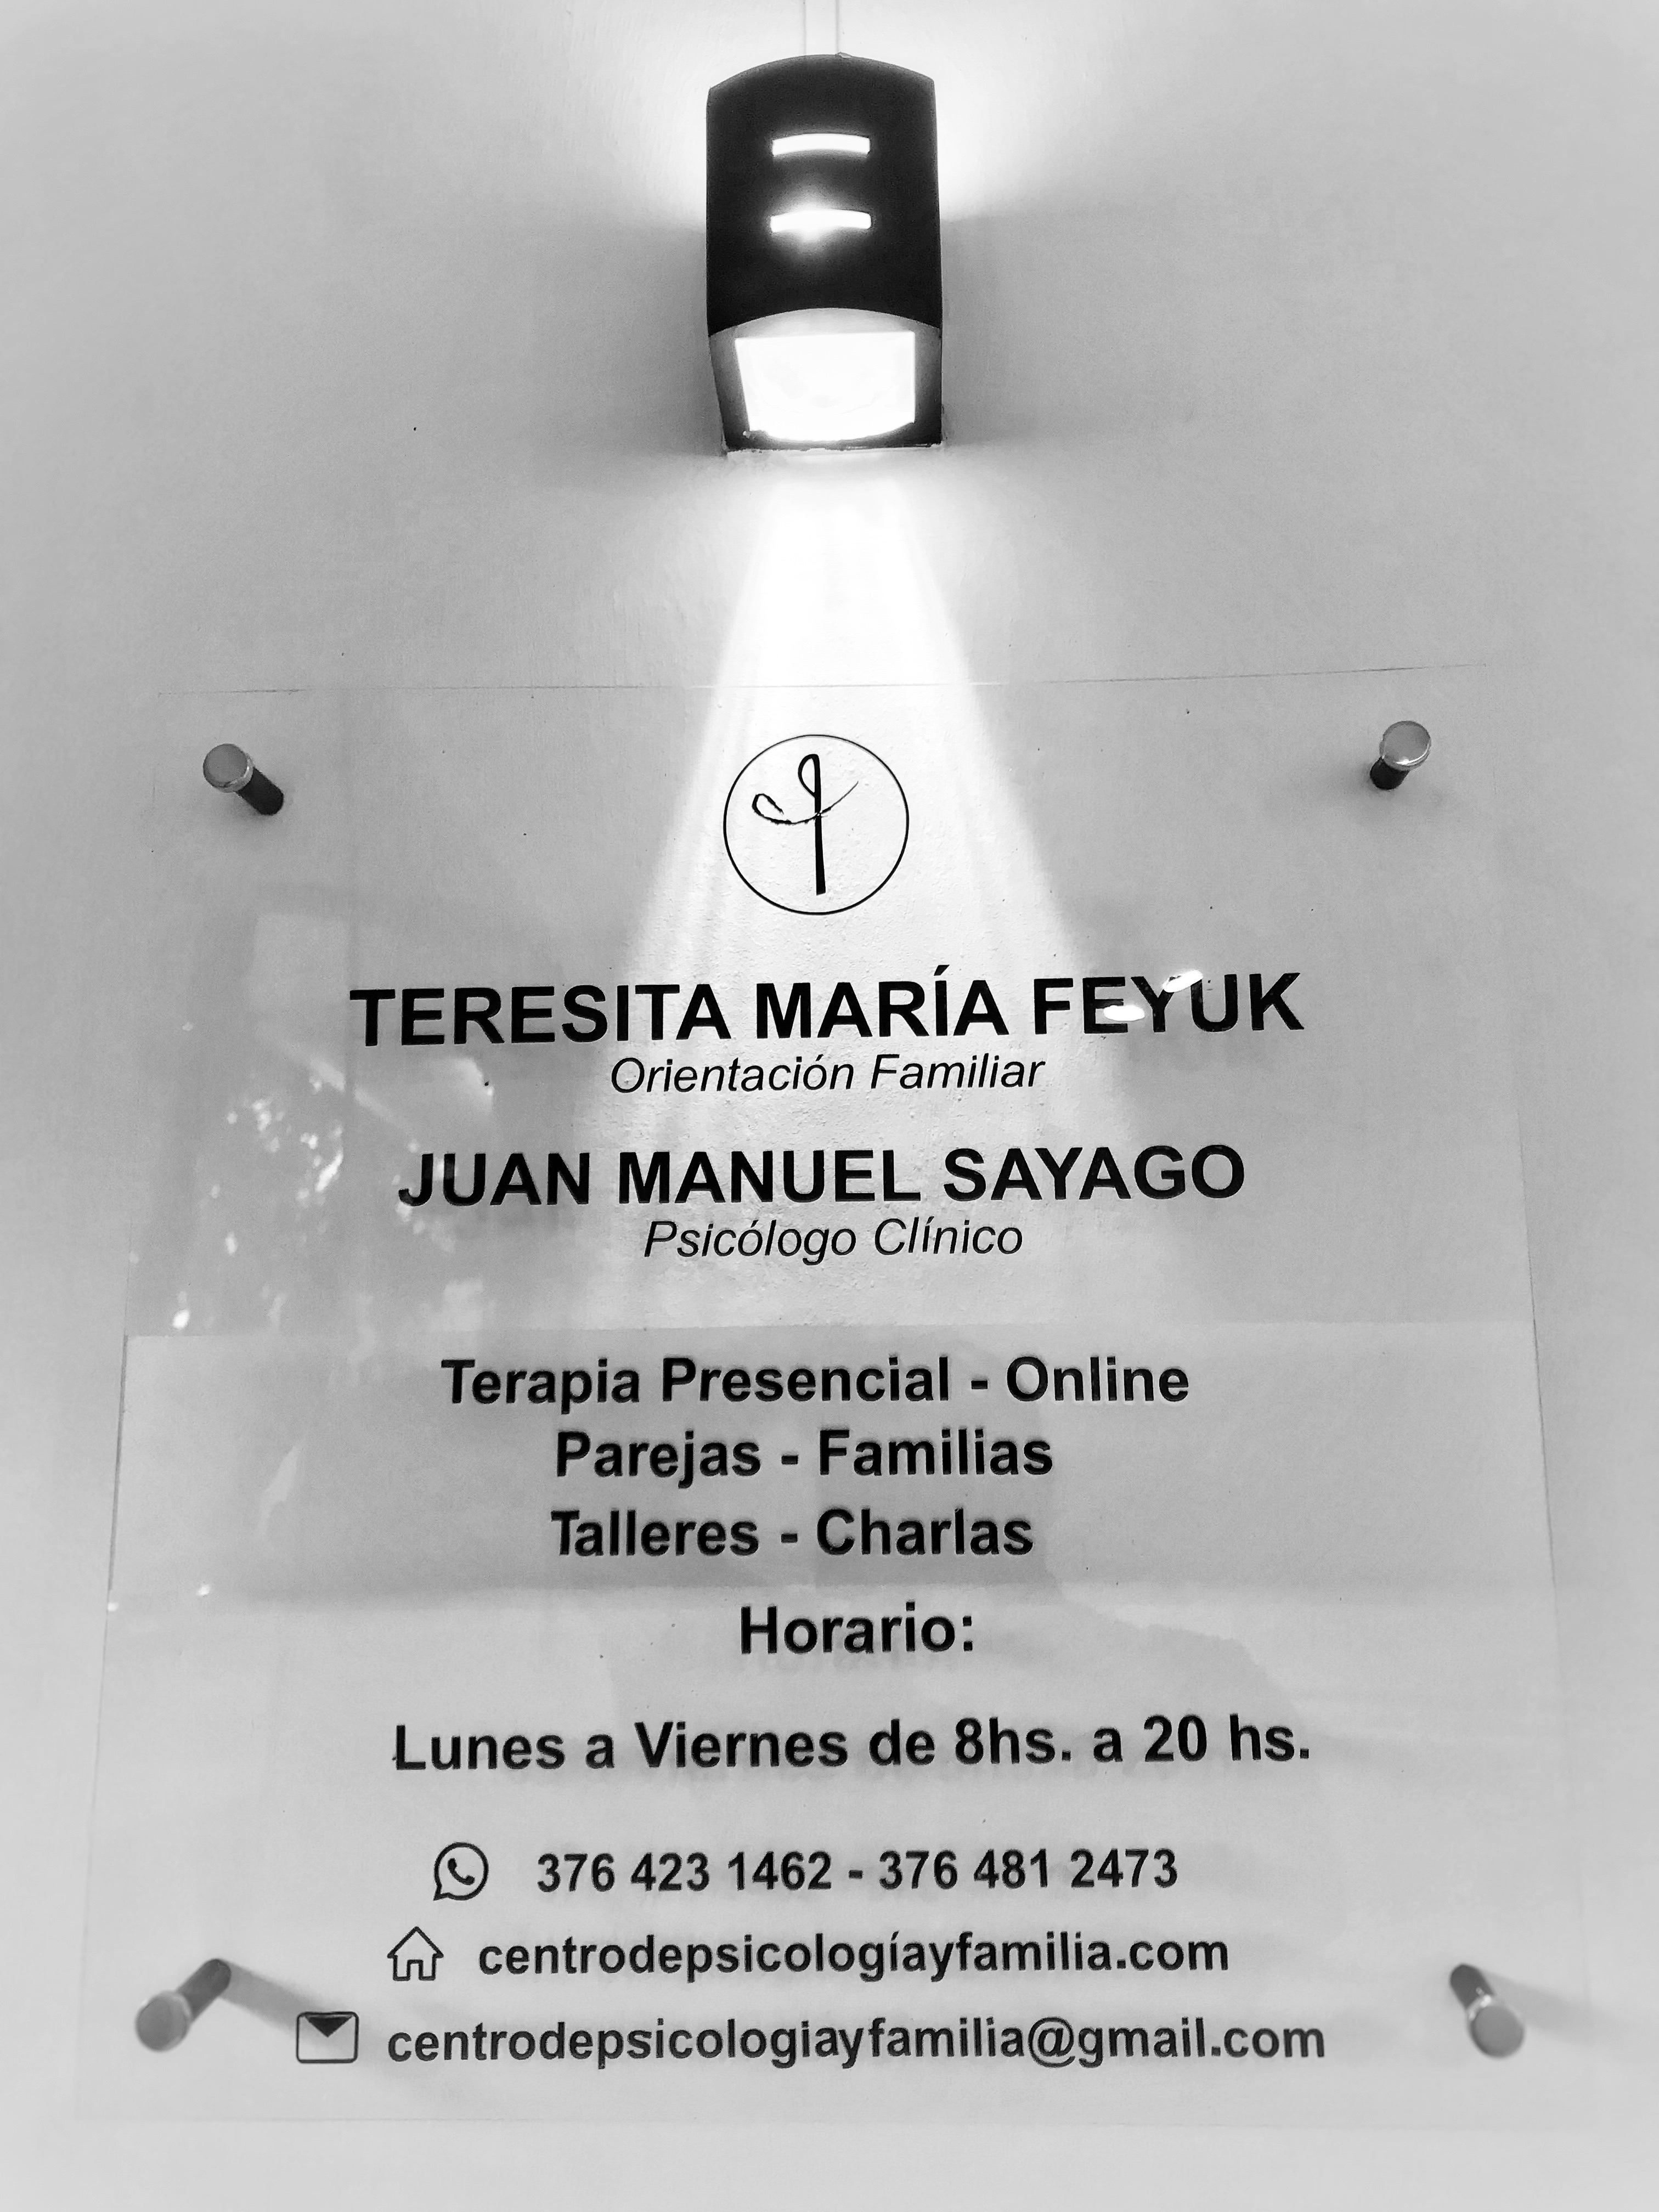 TERESITA MARÍA FEYUK
Orientación Familiar
JUAN MANUEL SAYAGO
Psicólogo Clínico
Terapia Presencial - Online
Parejas - Familias
Talleres - Charlas
Horario:
Lunes a Viernes de 8hs. a 20 hs.
376 423 1462 - 376 481 2473
centrodepsicologíayfamilia.com
centrodepsicologiayfamilia@gmail.com